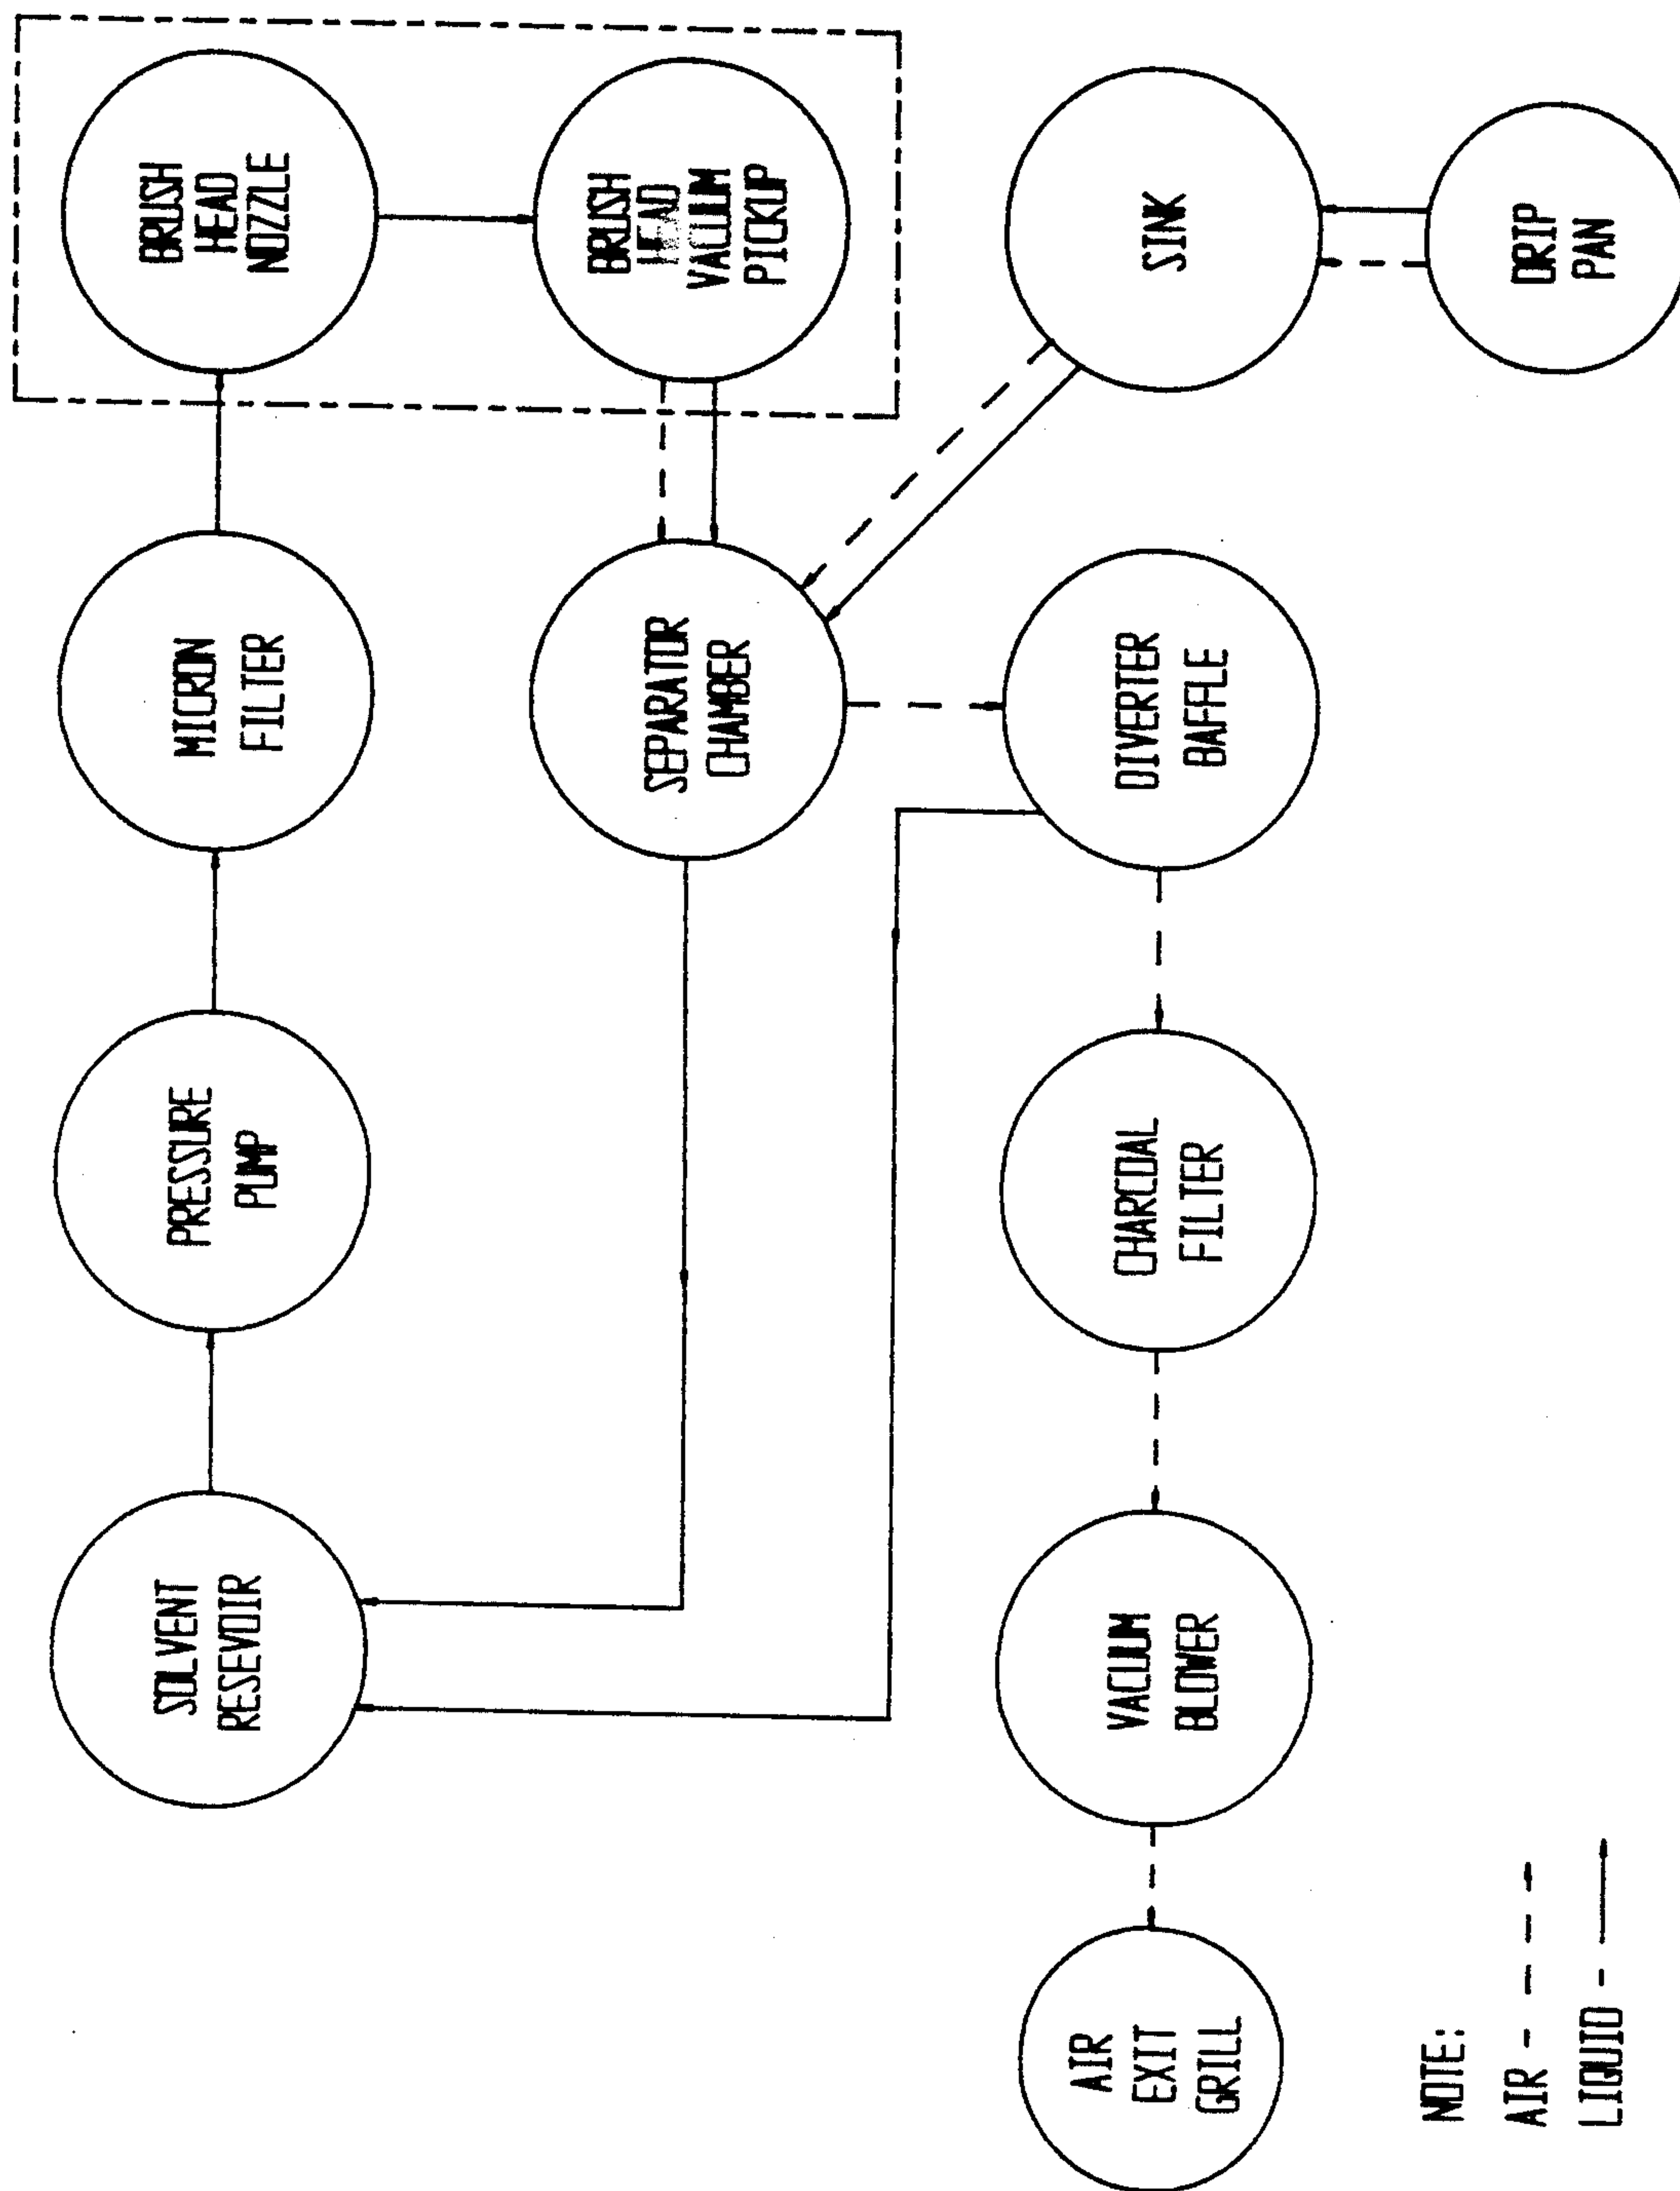 SOLVENT
RESEVOIR
PRESSURE
PUMP
MICRON
FILTER
BRUSH
HEAD
NOZZLE
SEPARATOR
CHAMBER
BRUSH
HEAD
VACUUM
PICKUP
AIR
EXIT
GRILL
VACUUM
BLOWER
CHARCOAL
FILTER
DIVERTER
BAFFLE
SINK
DRIP
PAN
NOTE:
AIR -
LIQUID -